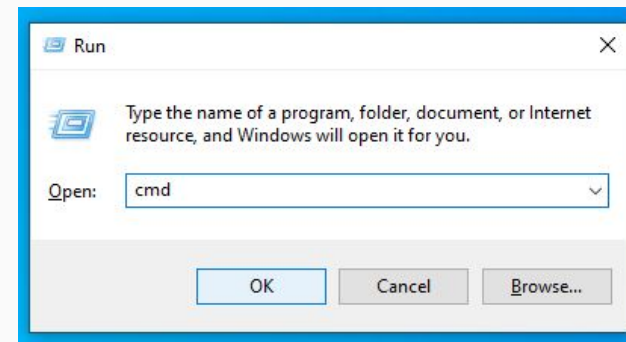 Run
Type the name of a program, folder, document, or Internet
resource, and Windows will open it for you.
Open: cmd
OK Cancel Browse...